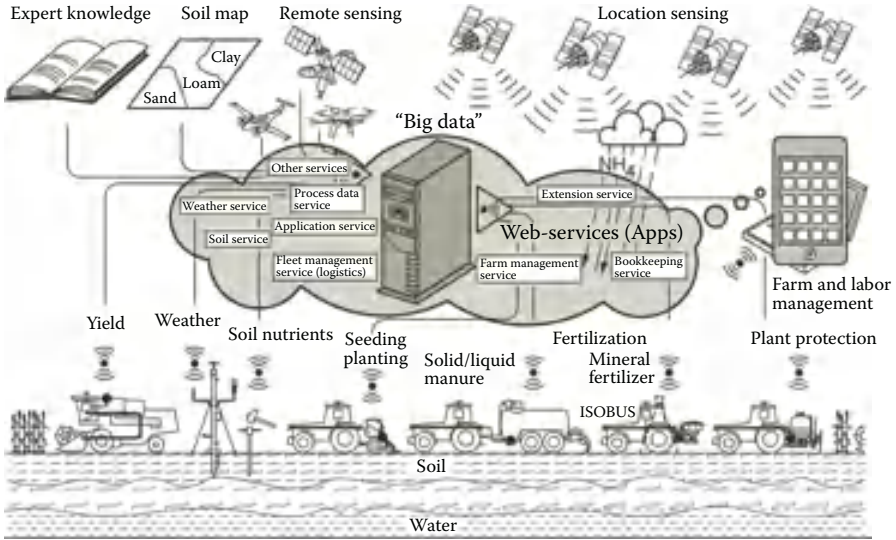 Expert knowledge
Soil map
Remote sensing
Location sensing
Clay
Loam
Sand
“Big data”
NH₄
Other services
Process data
service
Weather service
Application service
Soil service
Fleet management
service (logistics)
Extension service
Web-services (Apps)
Farm management
service
Bookkeeping
service
Farm and labor
management
Yield
Weather
Soil nutrients
Seeding
planting
Solid/liquid
manure
Fertilization
Mineral
fertilizer
Plant protection
ISOBUS
Soil
Water